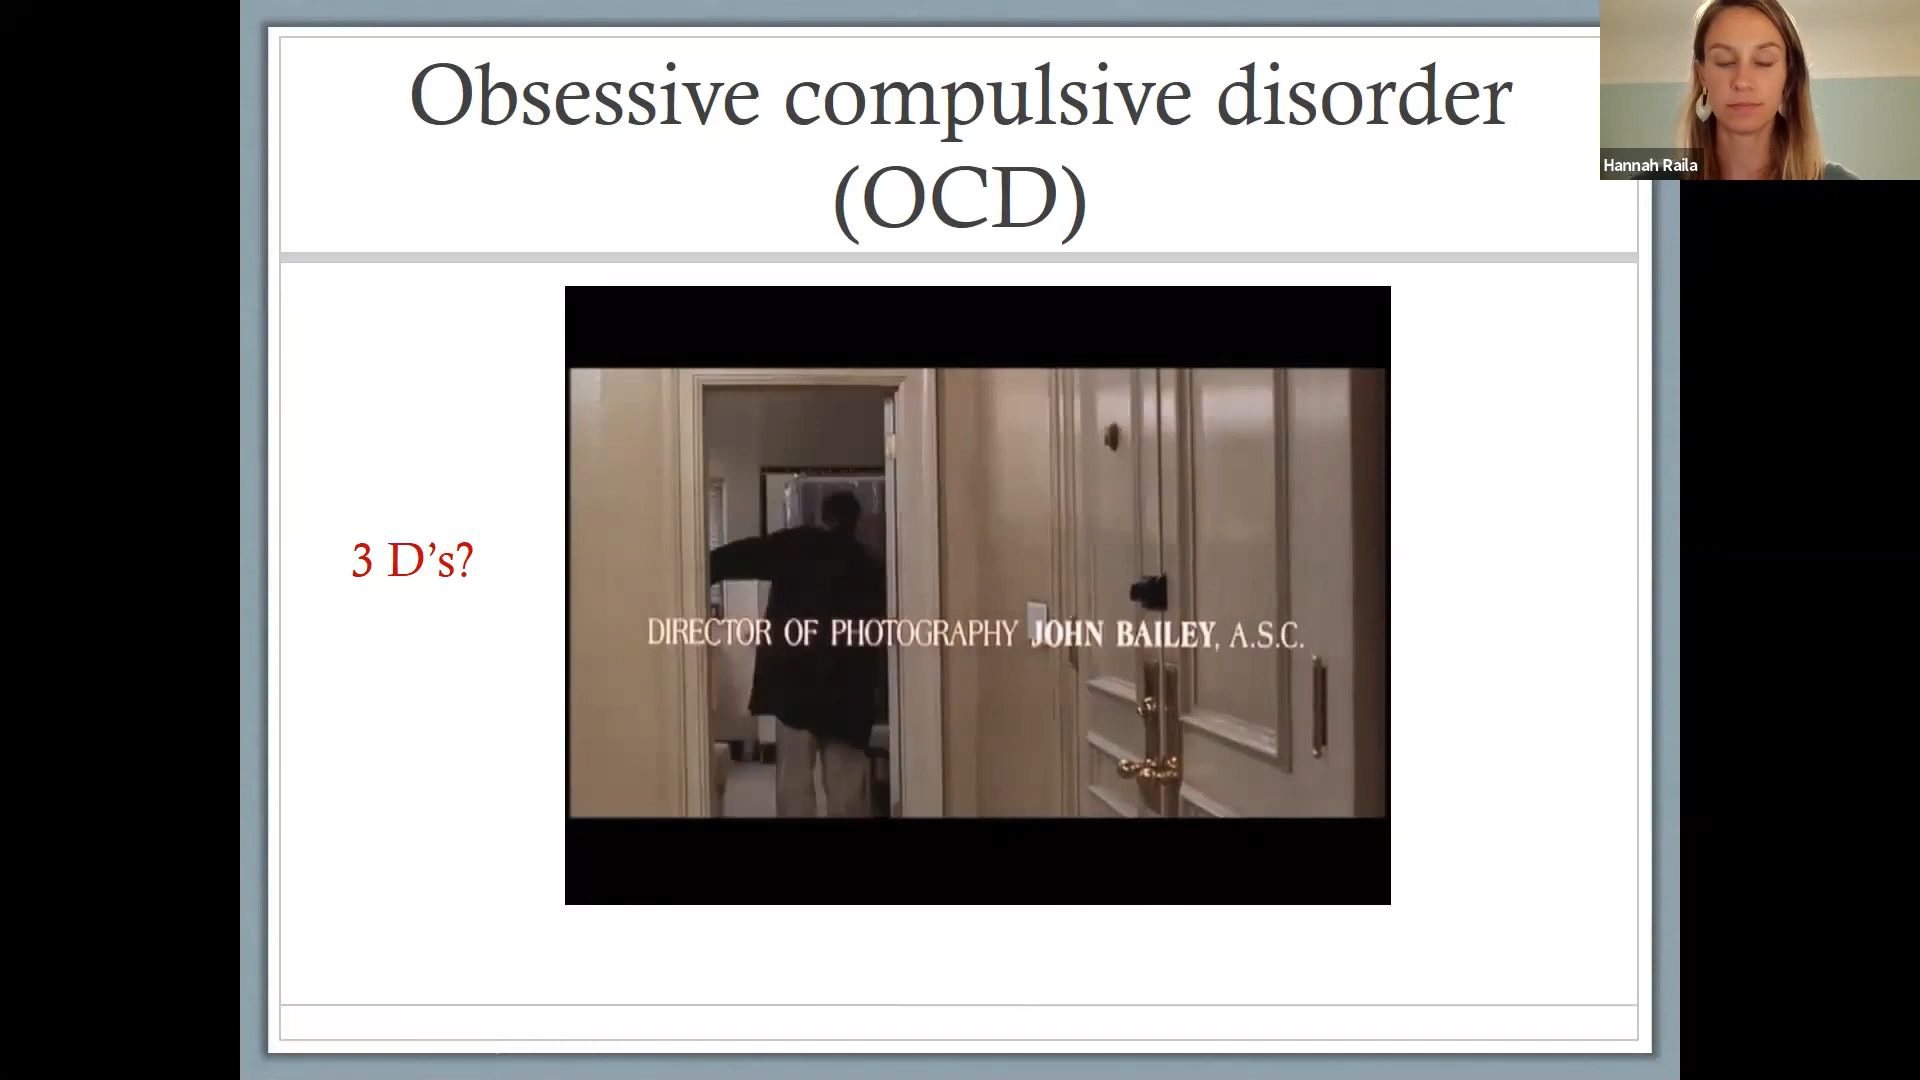 Obsessive compulsive disorder
(OCD)
Hannah Raila
3 D's?
DIRECTOR OF PHOTOGRAPHY JOHN BAILEY, A.S.C.